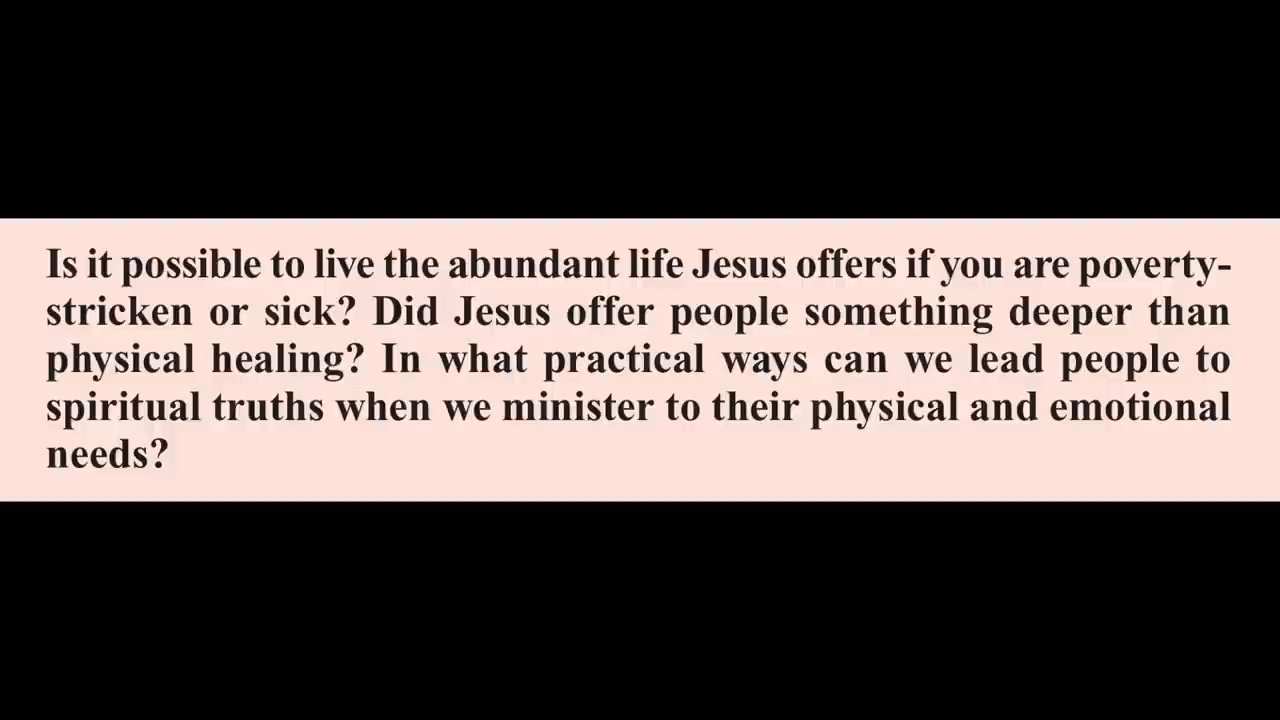 Is it possible to live the abundant life Jesus offers if you are poverty-
stricken or sick? Did Jesus offer people something deeper than
physical healing? In what practical ways can we lead people to
spiritual truths when we minister to their physical and emotional
needs?